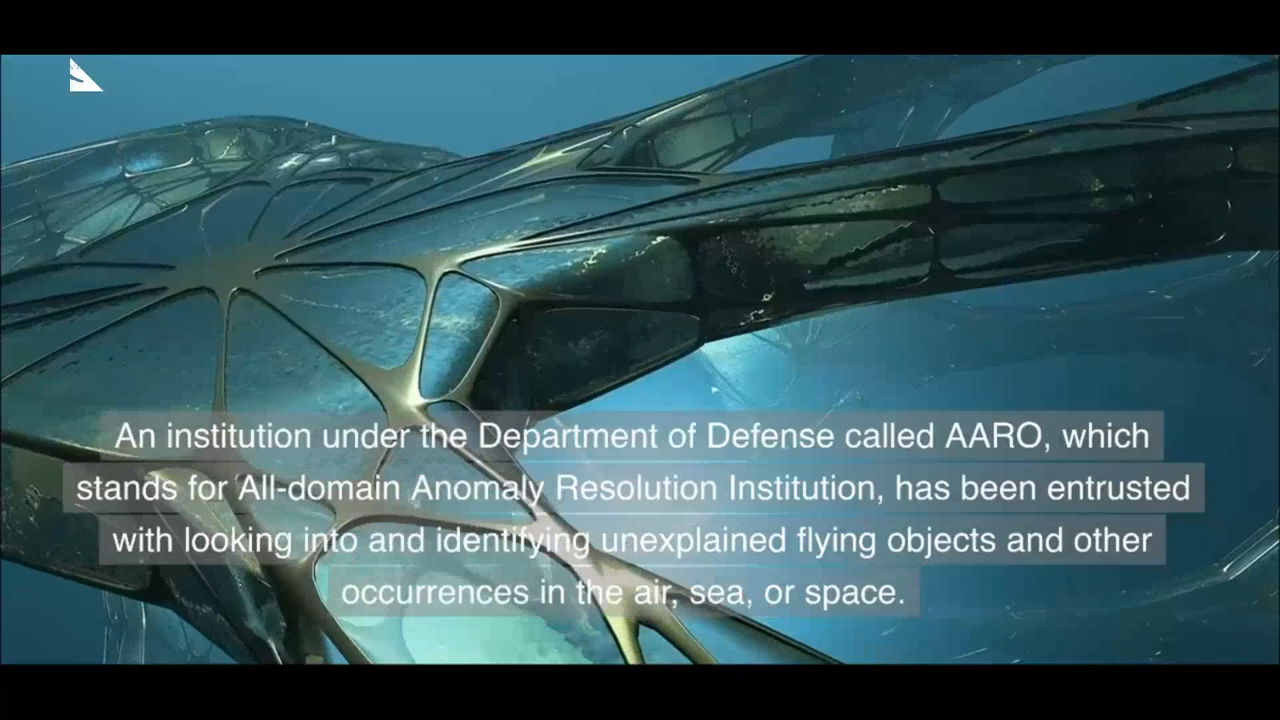 An institution under the Department of Defense called AARO, which
stands for All-domain Anomaly Resolution Institution, has been entrusted
with looking into and identifying unexplained flying objects and other
occurrences in the air, sea, or space.